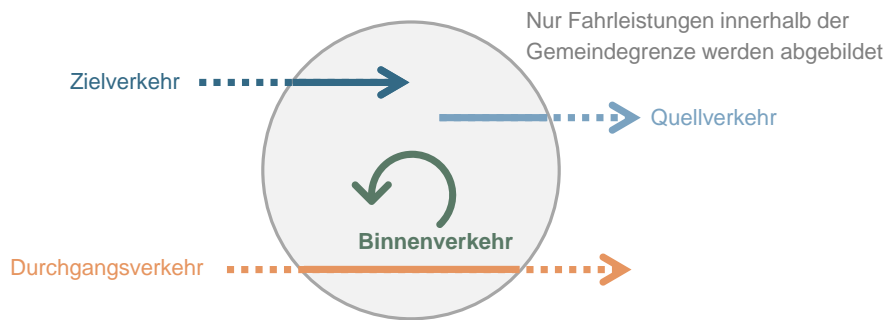 Nur Fahrleistungen innerhalb der
Gemeindegrenze werden abgebildet
Zielverkehr
Quellverkehr
Binnenverkehr
Durchgangsverkehr